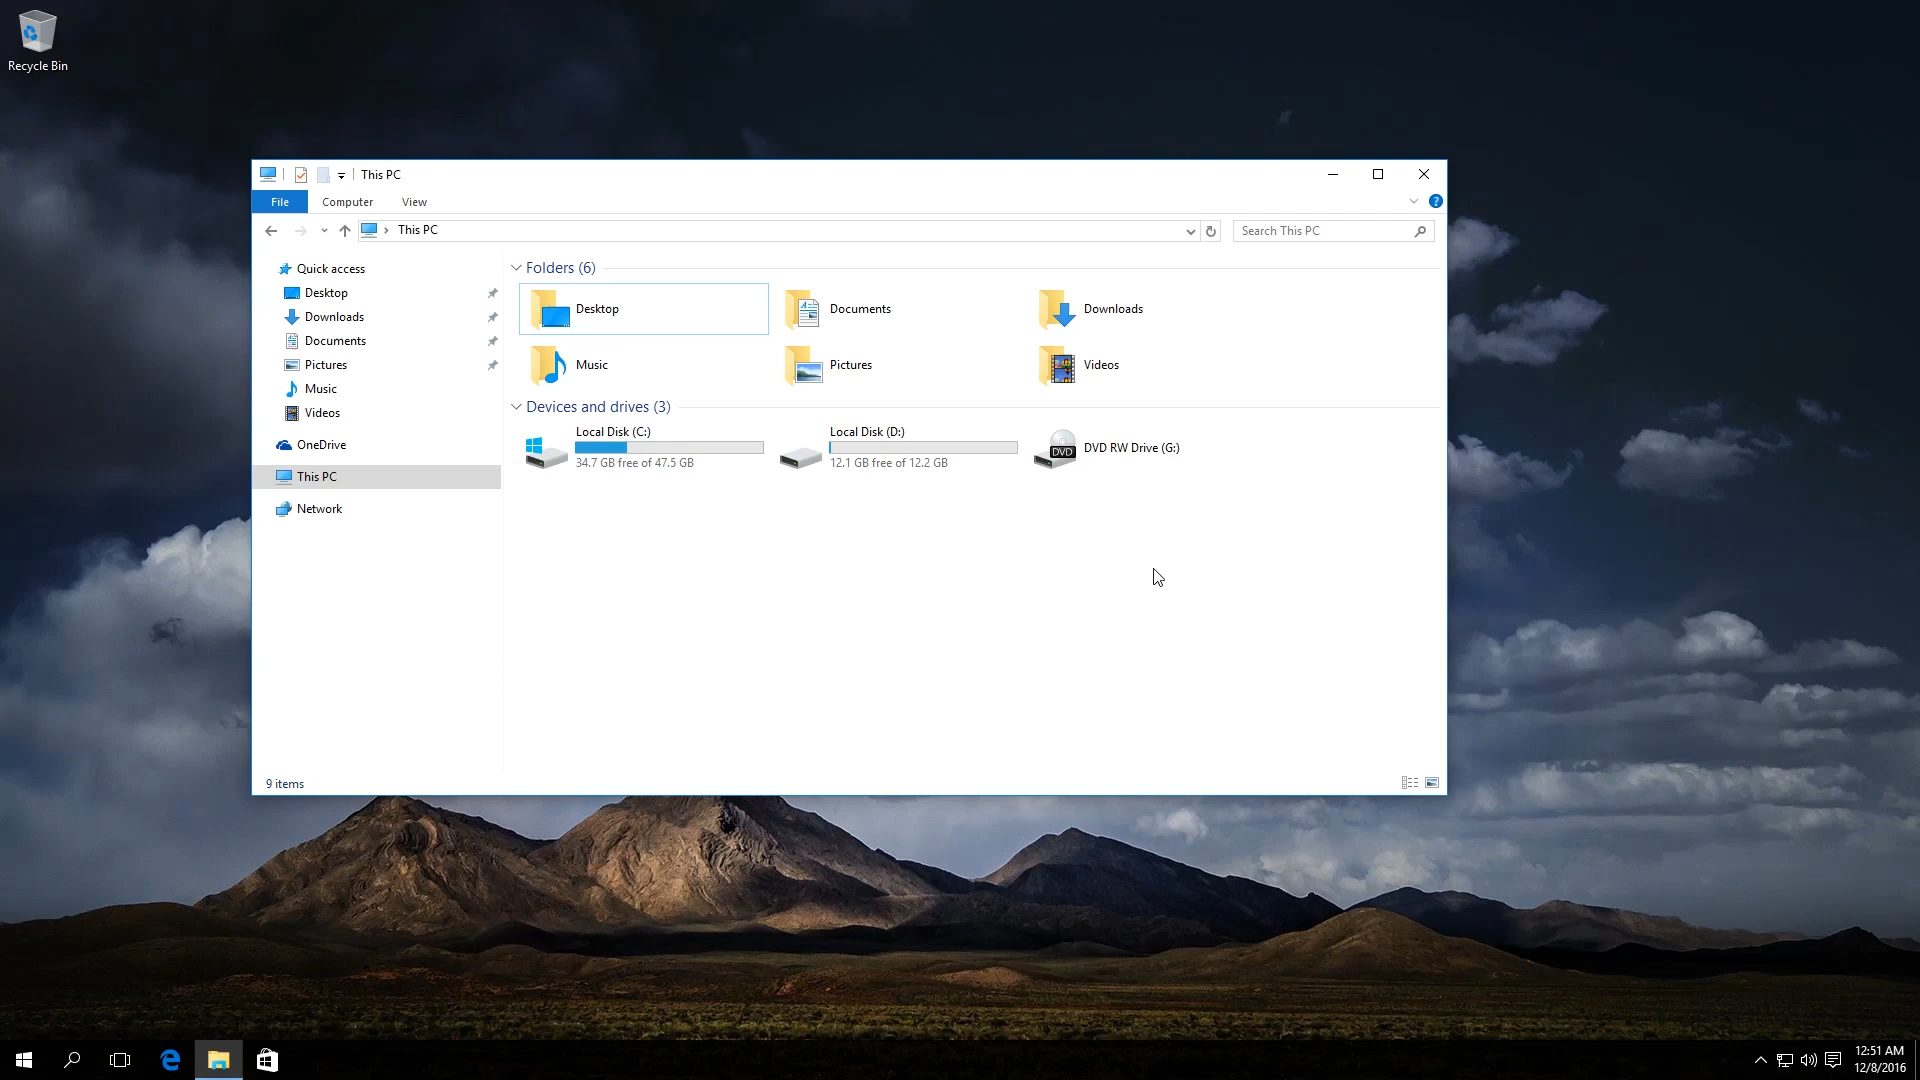 Recycle Bin
This PC
File
Computer
View
This PC
Search This PC
Quick access
Desktop
Downloads
Documents
Pictures
Music
Videos
OneDrive
This PC
Network
Folders (6)
Desktop
Documents
Downloads
Music
Pictures
Videos
Devices and drives (3)
Local Disk (C:)
34.7 GB free of 47.5 GB
Local Disk (D:)
12.1 GB free of 12.2 GB
DVD
DVD RW Drive (G:)
9 items
12:51 AM
12/8/2016